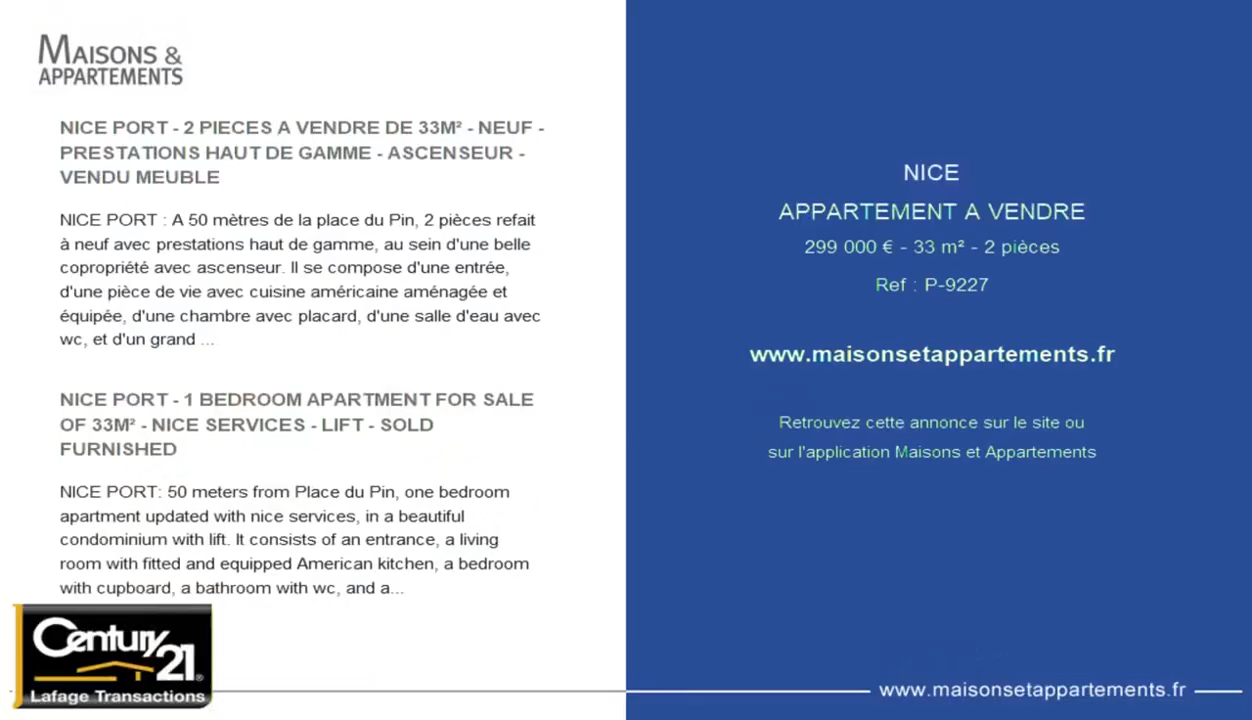 MAISONS &
APPARTEMENTS
NICE PORT - 2 PIECES A VENDRE DE 33M² - NEUF -
PRESTATIONS HAUT DE GAMME - ASCENSEUR -
VENDU MEUBLE
NICE PORT : A 50 mètres de la place du Pin, 2 pièces refait
à neuf avec prestations haut de gamme, au sein d'une belle
copropriété avec ascenseur. Il se compose d'une entrée,
d'une pièce de vie avec cuisine américaine aménagée et
équipée, d'une chambre avec placard, d'une salle d'eau avec
wc, et d'un grand ...
NICE PORT - 1 BEDROOM APARTMENT FOR SALE
OF 33M² - NICE SERVICES - LIFT - SOLD
FURNISHED
NICE PORT: 50 meters from Place du Pin, one bedroom
apartment updated with nice services, in a beautiful
condominium with lift. It consists of an entrance, a living
room with fitted and equipped American kitchen, a bedroom
with cupboard, a bathroom with wc, and a...
Century 21®
Lafage Transactions
NICE
APPARTEMENT A VENDRE
299 000 € - 33 m² - 2 pièces
Ref : P-9227
www.maisonsetappartements.fr
Retrouvez cette annonce sur le site ou
sur l'application Maisons et Appartements
www.maisonsetappartements.fr